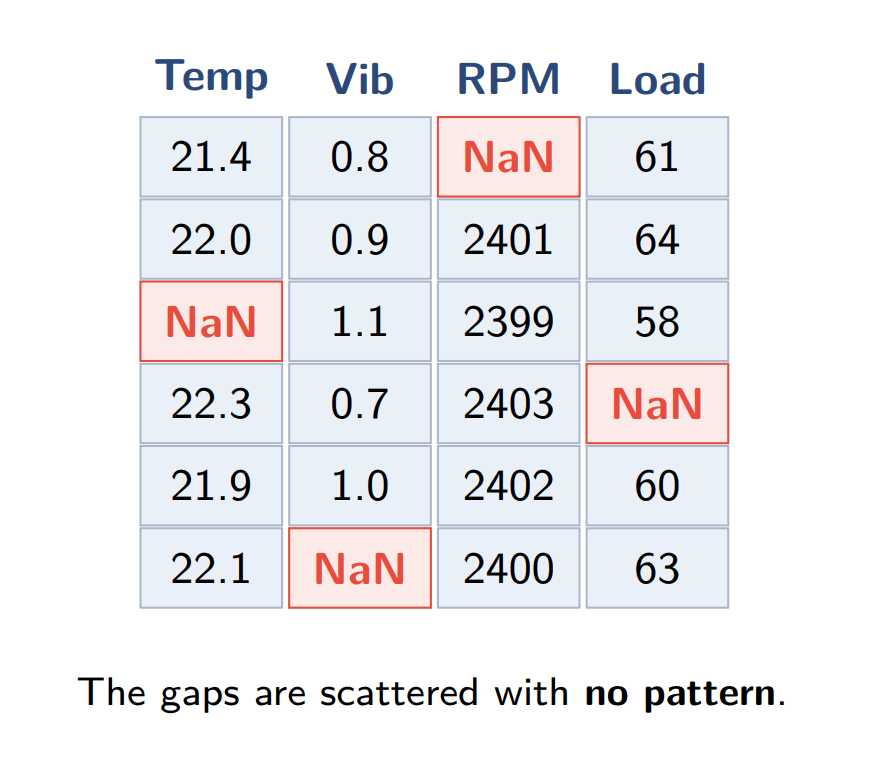 Temp Vib RPM Load
21.4 0.8 NaN 61
22.0 0.9 2401 64
NaN 1.1 2399 58
22.3 0.7 2403 NaN
21.9 1.0 2402 60
22.1 NaN 2400 63
The gaps are scattered with no pattern.